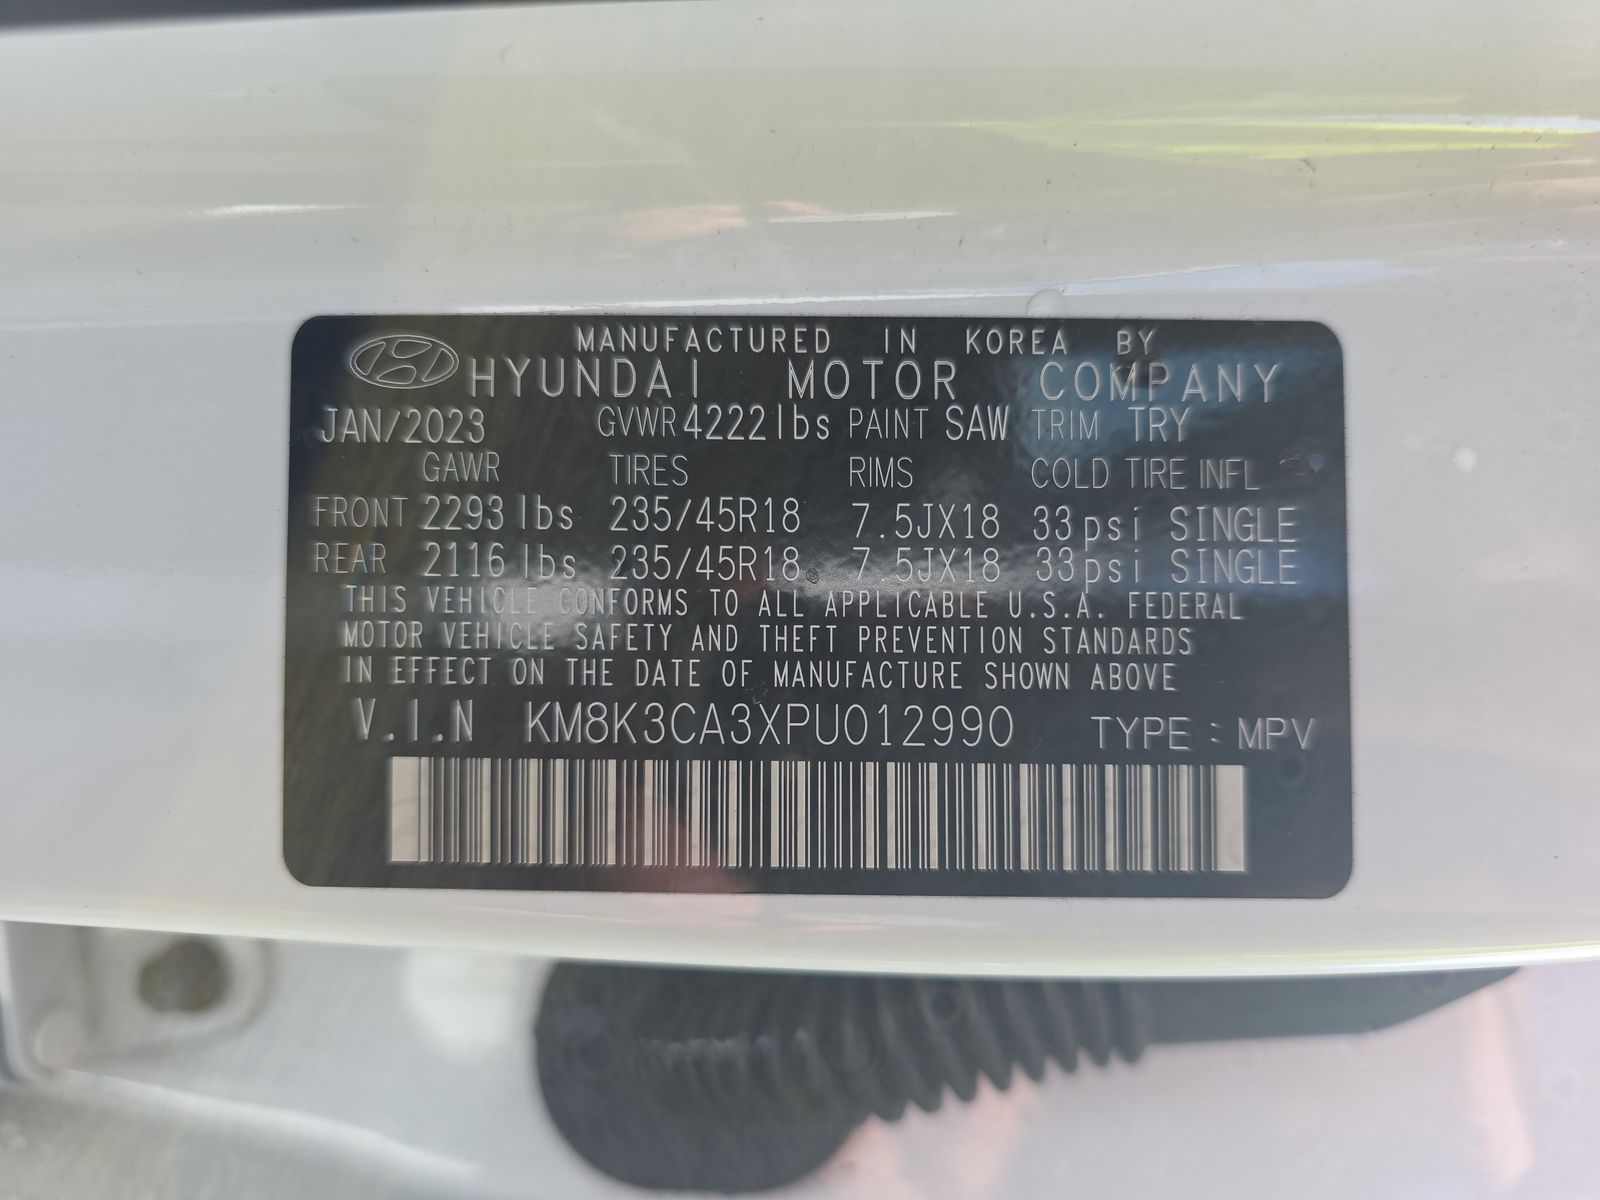 MANUFACTURED IN KOREA BY
HYUNDAI MOTOR COMPANY
JAN/2023 GVWR 4222lbs PAINT SAW TRIM TRY
GAWR TIRES RIMS COLD TIRE INFL
FRONT 2293 lbs 235/45R18 7.5JX18 33psi SINGLE
REAR 2116 lbs 235/45R18 7.5JX18 33psi SINGLE
THIS VEHICLE CONFORMS TO ALL APPLICABLE U.S.A. FEDERAL
MOTOR VEHICLE SAFETY AND THEFT PREVENTION STANDARDS
IN EFFECT ON THE DATE OF MANUFACTURE SHOWN ABOVE
V.I.N KM8K3CA3XPU012990 TYPE : MPV